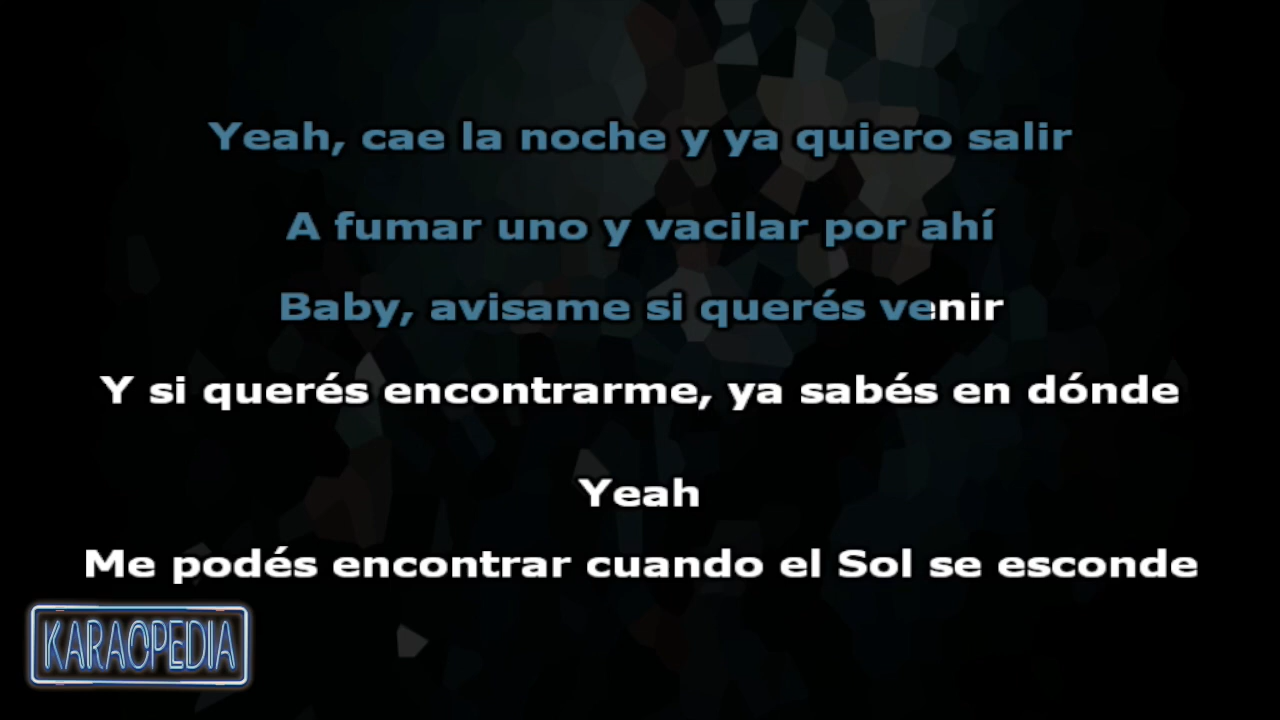 Yeah, cae la noche y ya quiero salir
A fumar uno y vacilar por ahí
Baby, avisame si querés venir
Y si querés encontrarme, ya sabés en dónde
Yeah
Me podés encontrar cuando el Sol se esconde
KARAOPEDIA